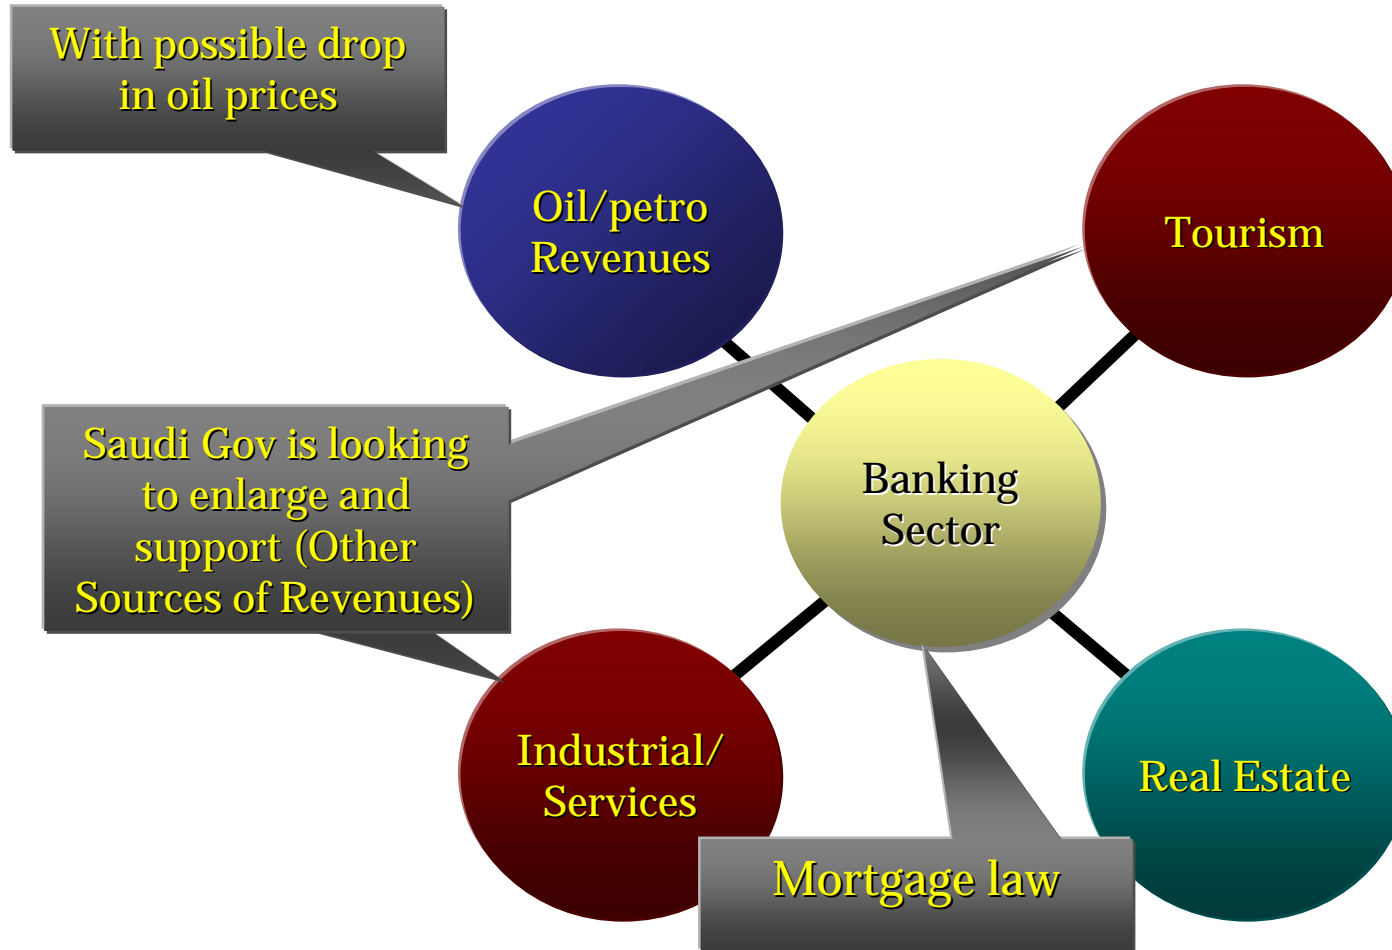 With possible drop
in oil prices
Oil/petro
Revenues
Tourism
Saudi Gov is looking
to enlarge and
support (Other
Sources of Revenues)
Banking
Sector
Industrial/
Services
Real Estate
Mortgage law